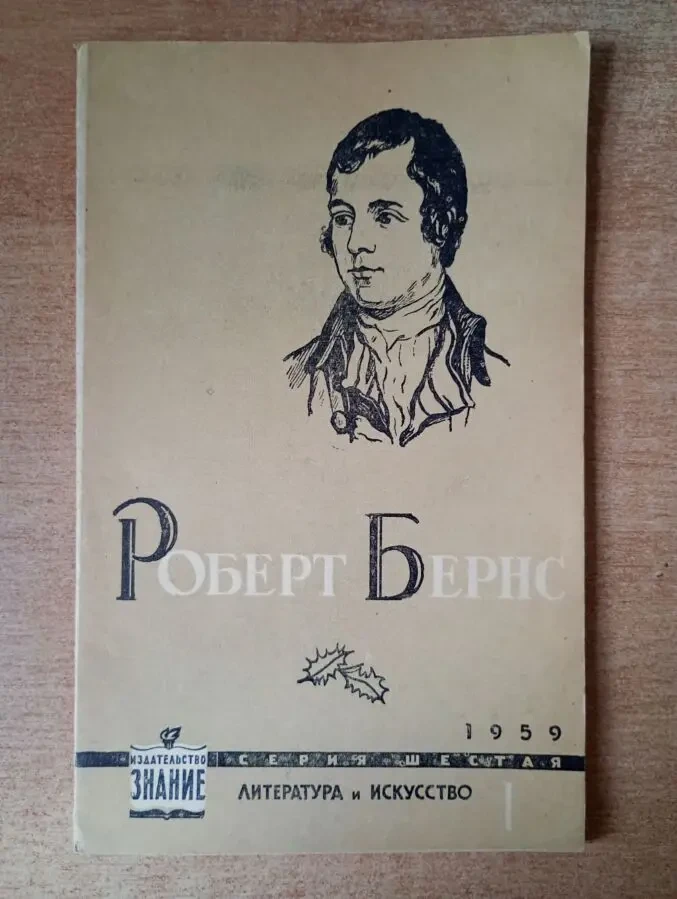 Роберт Бернс
1959
ИЗДАТЕЛЬСТВО
ЗНАНИЕ
СЕРИЯ ШЕСТАЯ
ЛИТЕРАТУРА и ИСКУССТВО
1